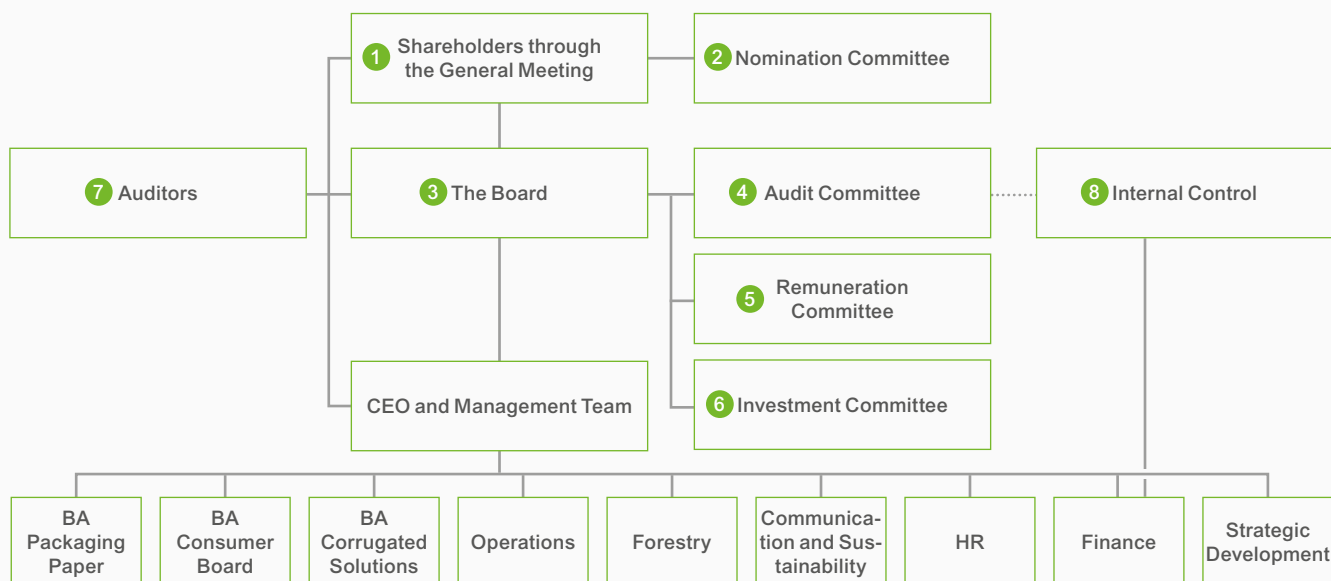 1 Shareholders through
the General Meeting
2 Nomination Committee
7 Auditors
3 The Board
4 Audit Committee
8 Internal Control
5 Remuneration
Committee
CEO and Management Team
6 Investment Committee
BA
Packaging
Paper
BA
Consumer
Board
BA
Corrugated
Solutions
Operations
Forestry
Communica-
tion and Sus-
tainability
HR
Finance
Strategic
Development